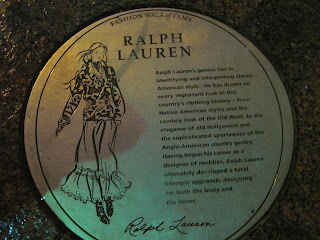 FASHION WALK of FAME
RALPH
LAUREN
Ralph Lauren's genius lies in
identifying and interpreting classic
American style. He has drawn on
every important look in this
country's clothing history – from
Native American styles and the
cowboy look of the Old West, to the
elegance of old Hollywood and
the sophisticated sportswear of the
Anglo-American country gentry
Having begun his career as a
designer of neckties, Ralph Lauren
ultimately developed a total
lifestyle approach, designing
for both the body and
the home.
Ralph Lauren